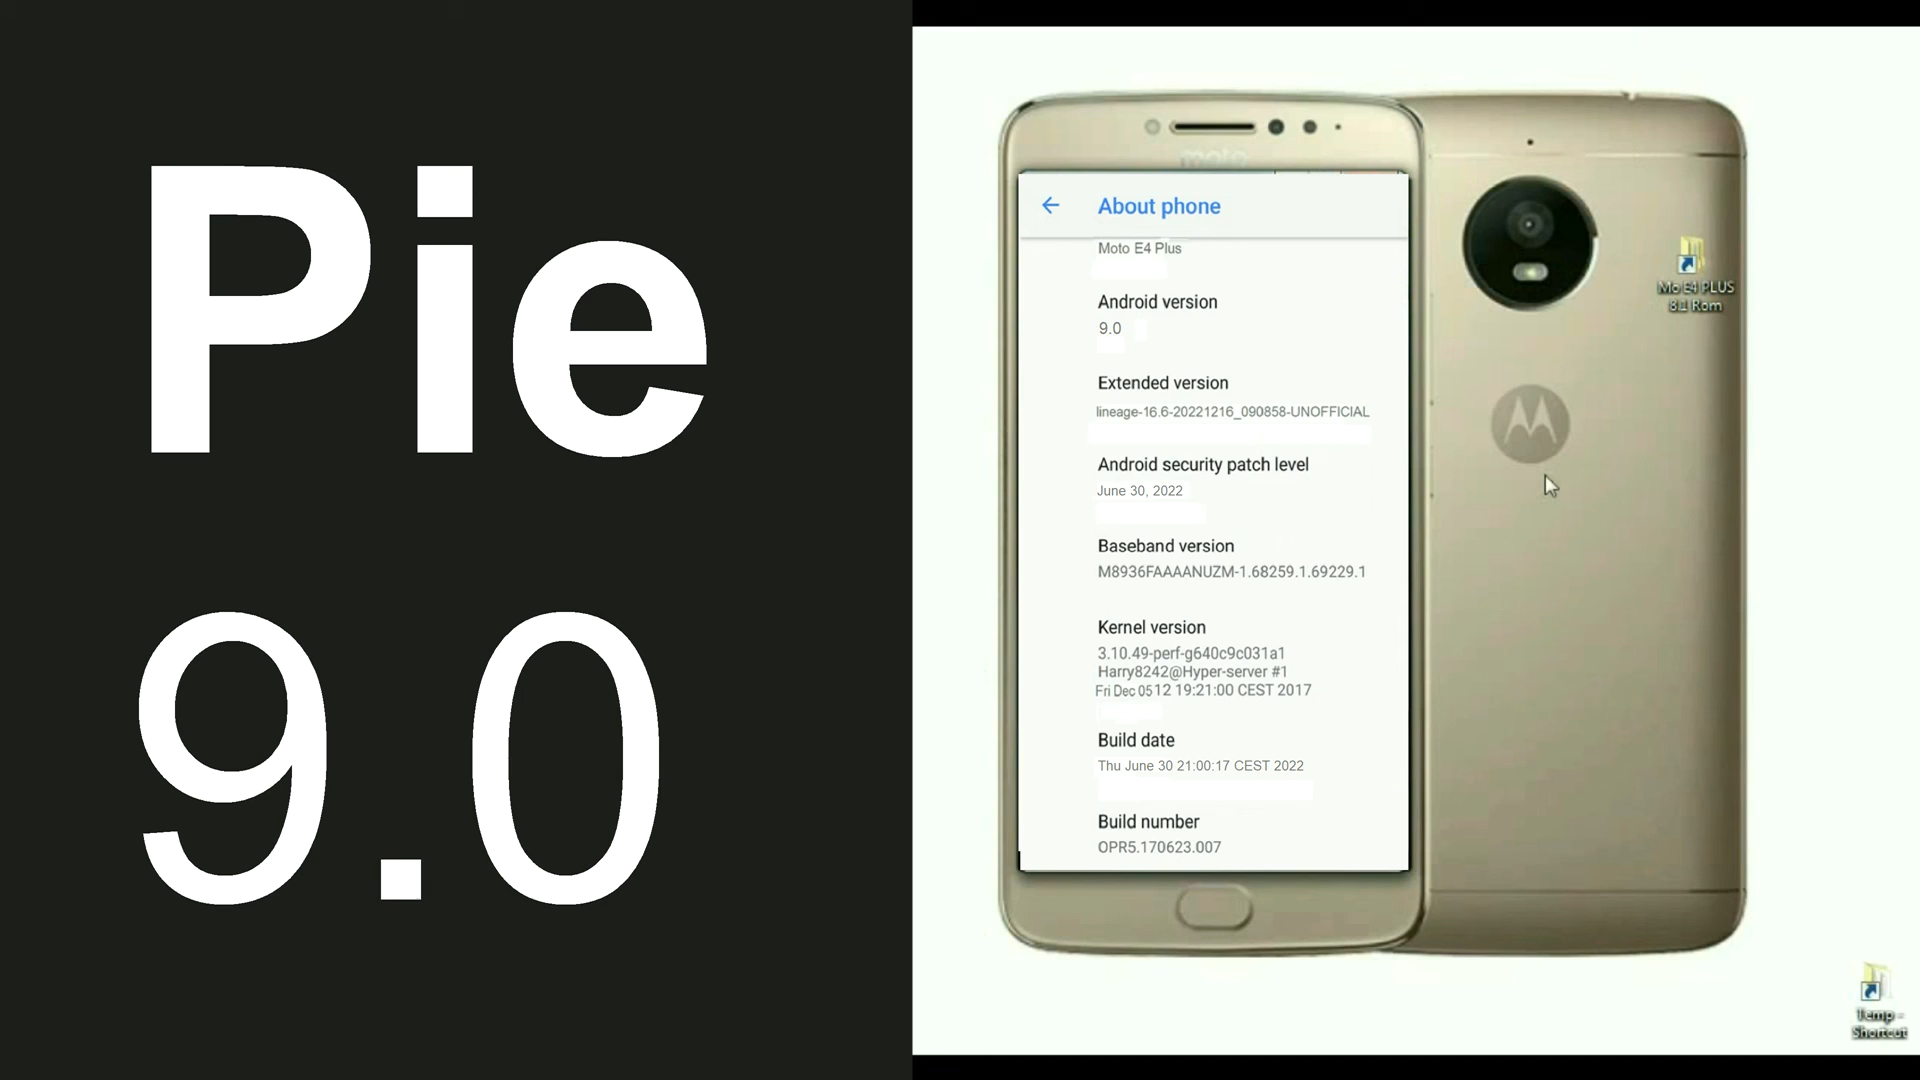 Pie
9.0
moto
About phone
Moto E4 Plus
Android version
9.0
Extended version
lineage-16.6-20221216_090858-UNOFFICIAL
Android security patch level
June 30, 2022
Baseband version
M8936FAAAANUZM-1.68259.1.69229.1
Kernel version
3.10.49-perf-g640c9c031a1
Harry8242@Hyper-server #1
Fri Dec 0512 19:21:00 CEST 2017
Build date
Thu June 30 21:00:17 CEST 2022
Build number
OPR5.170623.007
Mo E4 PLUS
8.1 Rom
Temp -
Shortcut